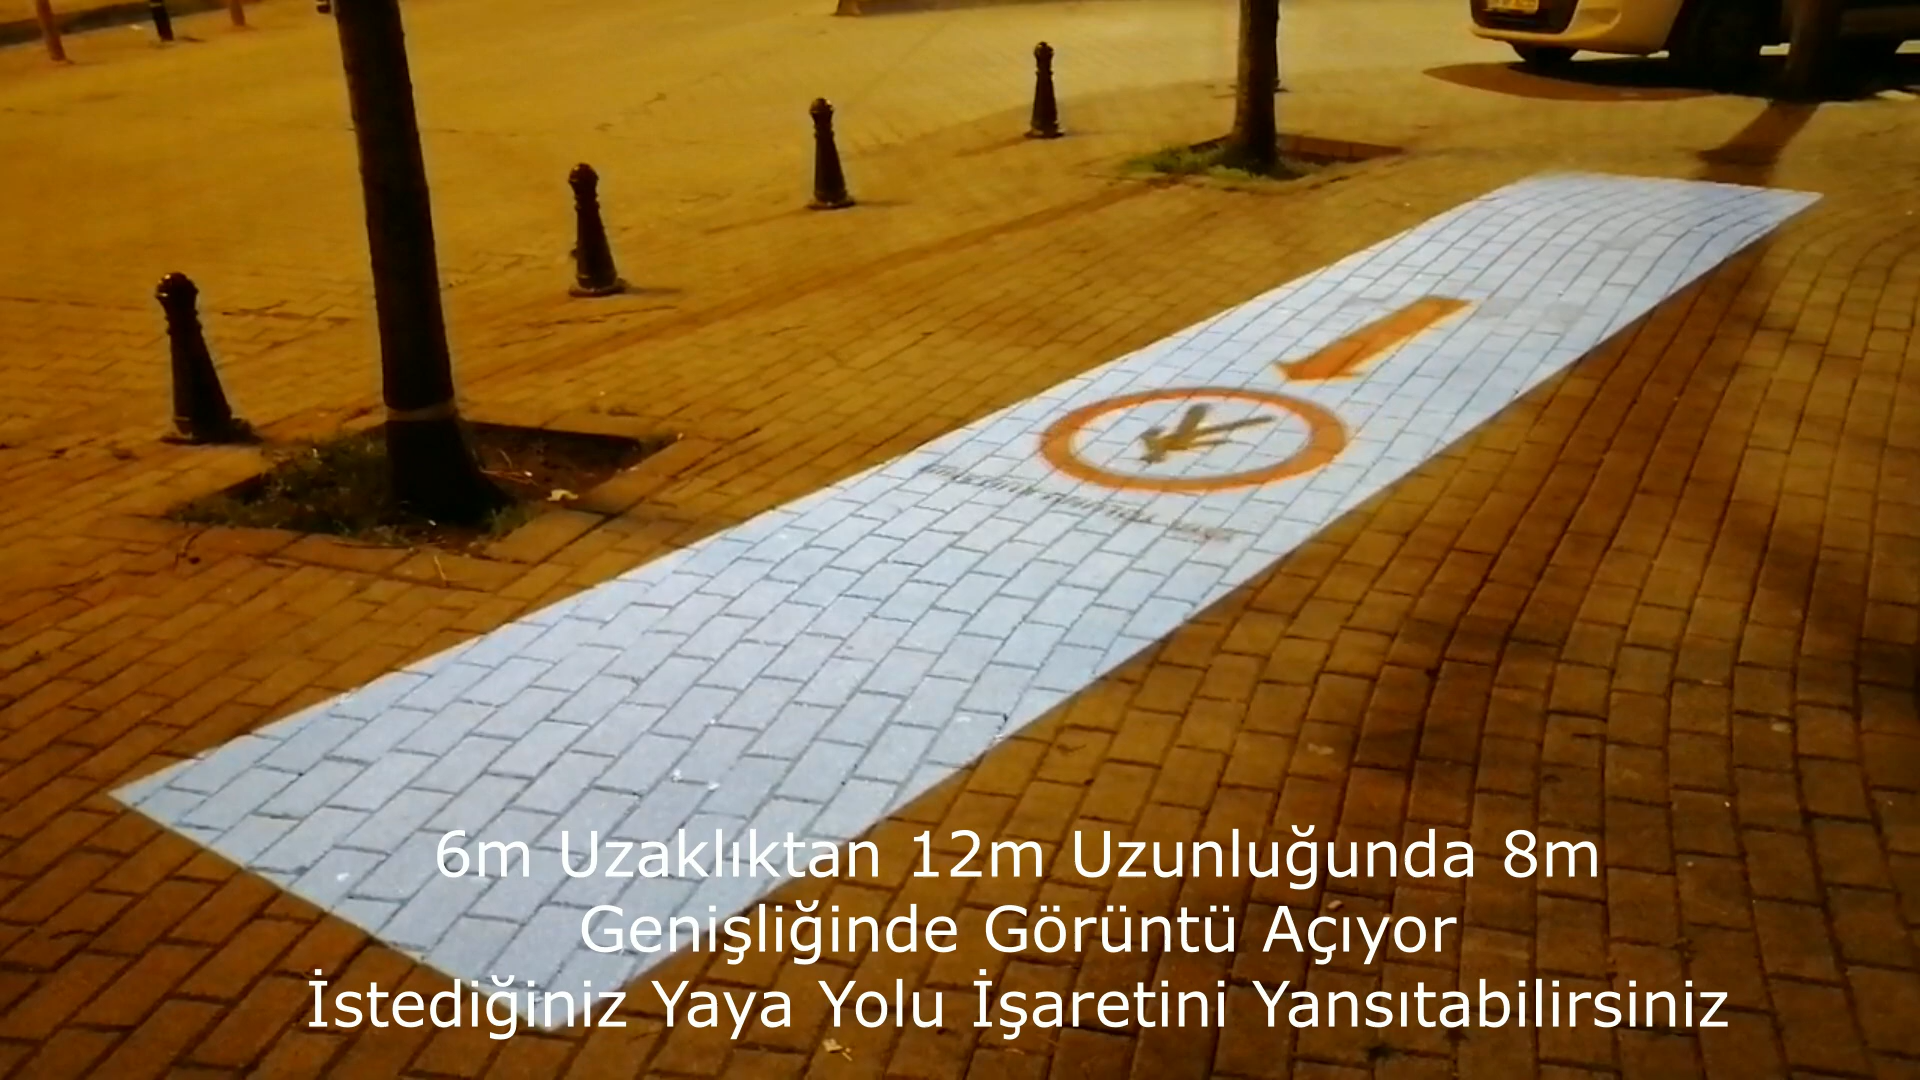 6m Uzaklıktan 12m Uzunluğunda 8m
Genişliğinde Görüntü Açıyor
İstediğiniz Yaya Yolu İşaretini Yansıtabilirsiniz